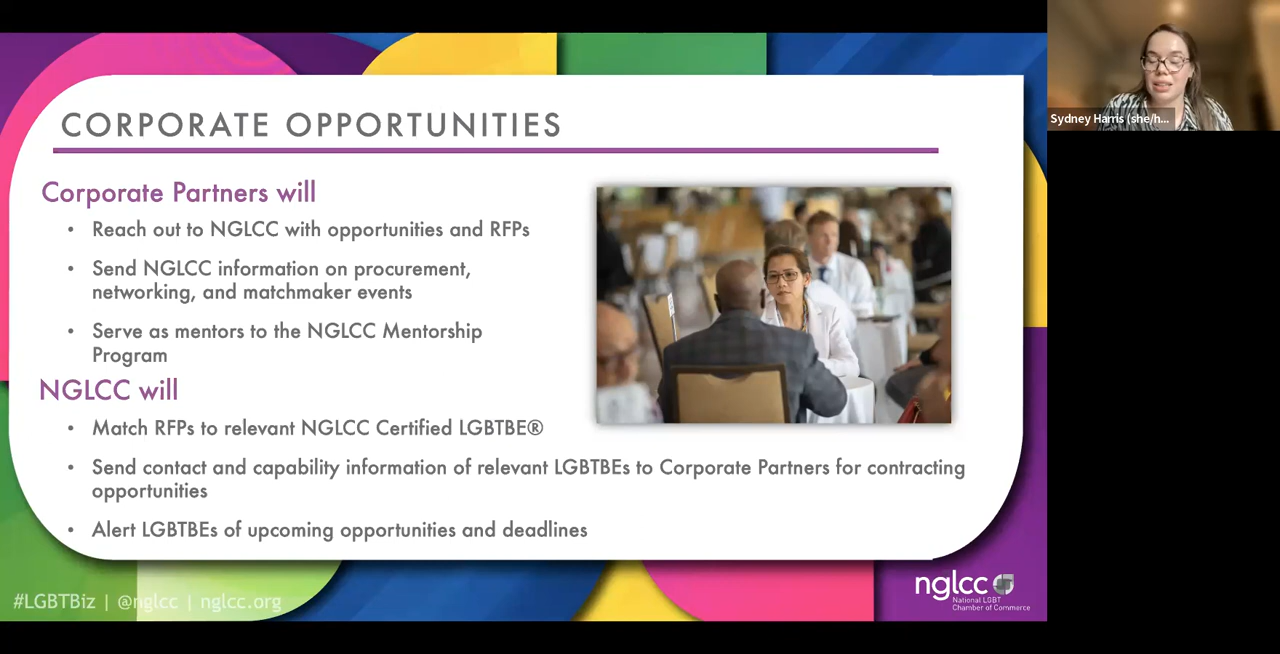 CORPORATE OPPORTUNITIES
Corporate Partners will
• Reach out to NGLCC with opportunities and RFPs
• Send NGLCC information on procurement,
networking, and matchmaker events
• Serve as mentors to the NGLCC Mentorship
Program
NGLCC will
• Match RFPs to relevant NGLCC Certified LGBTBE®
• Send contact and capability information of relevant LGBTBEs to Corporate Partners for contracting
opportunities
• Alert LGBTBEs of upcoming opportunities and deadlines
#LGBTBiz | @nglcc | nglcc.org
nglcc
National LGBT
Chamber of Commerce
Sydney Harris (she/h...